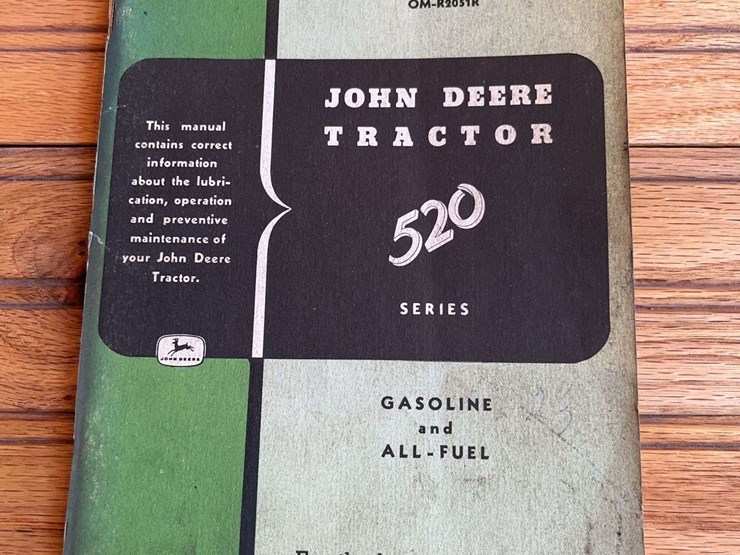 OM-R2051R
This manual
contains correct
information
about the lubri-
cation, operation
and preventive
maintenance of
your John Deere
Tractor.
JOHN DEERE
JOHN DEERE
TRACTOR
520
SERIES
GASOLINE
and
ALL-FUEL